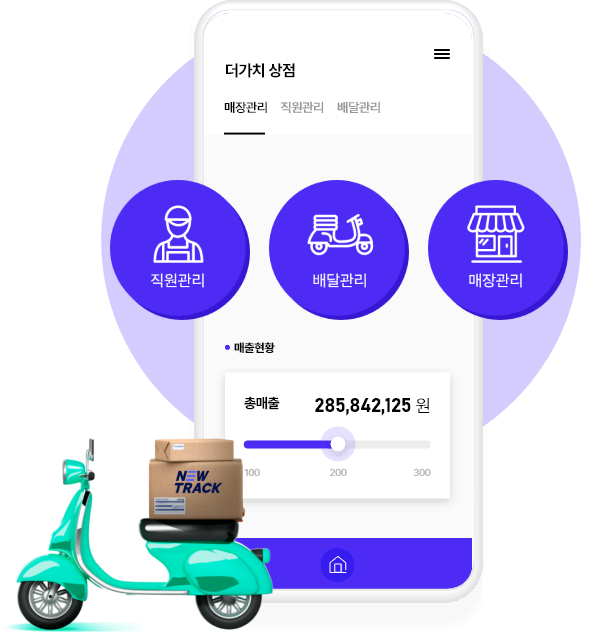 더가치 상점
매장관리 직원관리 배달관리
직원관리 배달관리 매장관리
매출현황
총매출 285,842,125 원
100 200 300
NEW
TRACK